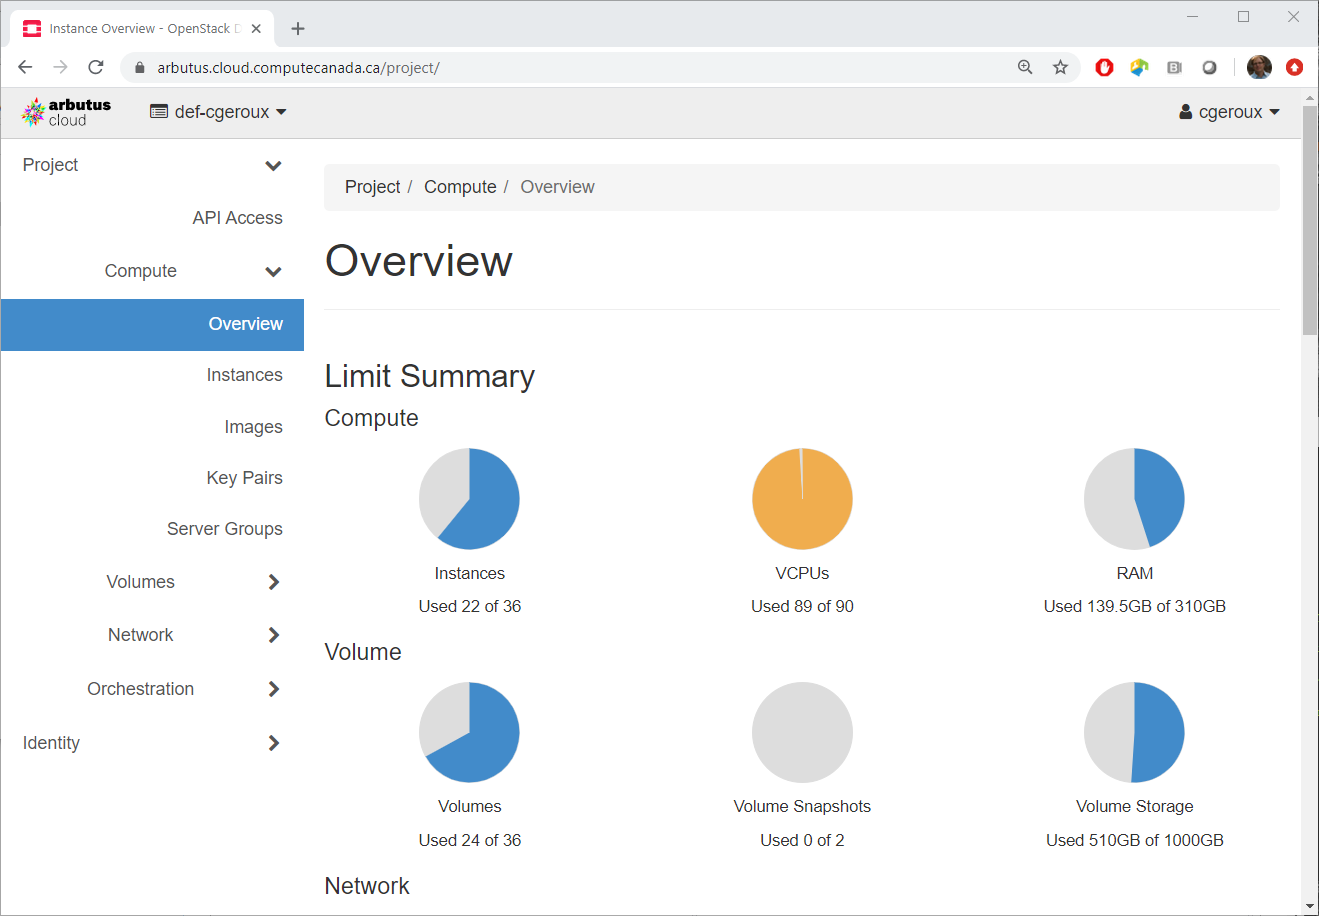 Instance Overview - OpenStack D
arbutus.cloud.computecanada.ca/project/
arbutus
cloud
def-cgeroux
cgeroux
Project
API Access
Compute
Overview
Instances
Images
Key Pairs
Server Groups
Volumes
Network
Orchestration
Identity
Project / Compute / Overview
Overview
Limit Summary
Compute
Instances VCPUs RAM
Used 22 of 36 Used 89 of 90 Used 139.5GB of 310GB
Volume
Volumes Volume Snapshots Volume Storage
Used 24 of 36 Used 0 of 2 Used 510GB of 1000GB
Network